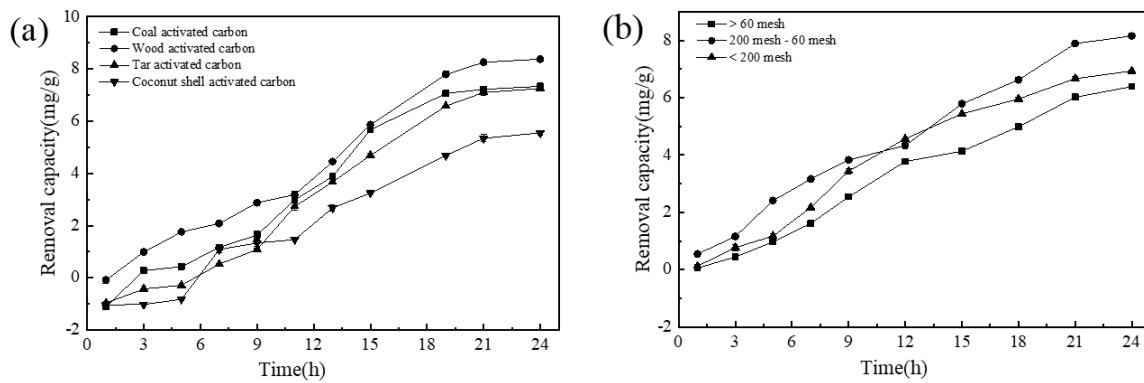 (a)
Coal activated carbon
Wood activated carbon
Tar activated carbon
Coconut shell activated carbon
Removal capacity(mg/g)
10
8
6
4
2
0
-2
0 3 6 9 12 15 18 21 24
Time(h)
(b)
> 60 mesh
200 mesh - 60 mesh
< 200 mesh
Removal capacity(mg/g)
8
6
4
2
0
-2
0 3 6 9 12 15 18 21 24
Time(h)